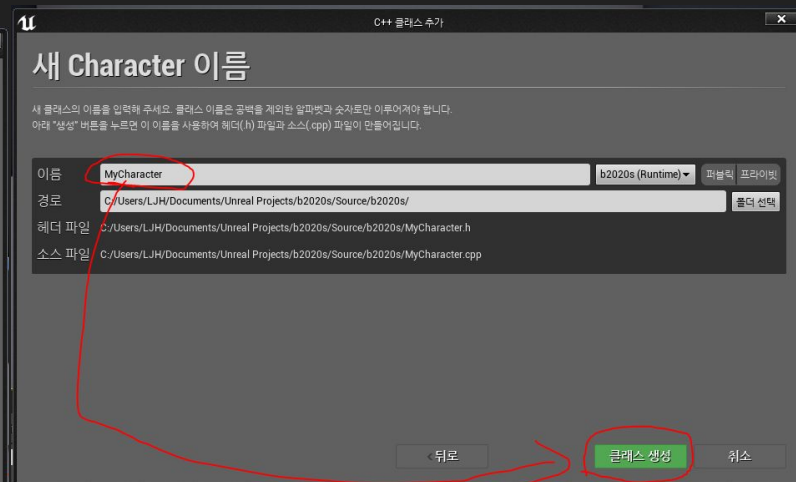 C++ 클래스 추가
새 Character 이름
새 클래스의 이름을 입력해 주세요. 클래스 이름은 공백을 제외한 알파벳과 숫자로만 이루어져야 합니다.
아래 "생성" 버튼을 누르면 이 이름을 사용하여 헤더(.h) 파일과 소스(.cpp) 파일이 만들어집니다.
이름 MyCharacter b2020s (Runtime) 퍼블릭 프라이빗
경로 C:/Users/LJH/Documents/Unreal Projects/b2020s/Source/b2020s/ 폴더 선택
헤더 파일 C:/Users/LJH/Documents/Unreal Projects/b2020s/Source/b2020s/MyCharacter.h
소스 파일 C:/Users/LJH/Documents/Unreal Projects/b2020s/Source/b2020s/MyCharacter.cpp
<뒤로 클래스 생성 취소